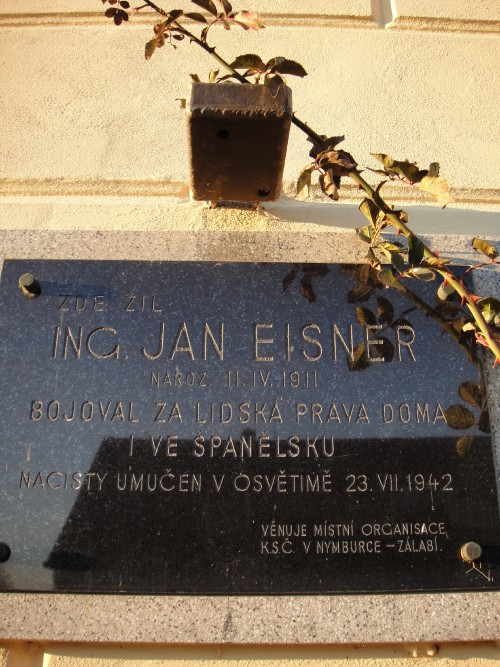 ZDE ŽIL
ING. JAN EISNER
NAROZ. 11.IV.1911
BOJOVAL ZA LIDSKÁ PRÁVA DOMA
I VE ŠPANĚLSKU
NACISTY UMUČEN V OSVĚTIMĚ 23.VII.1942
VĚNUJE MÍSTNÍ ORGANISACE
K.S.Č. V NYMBURCE – ZÁLABÍ.